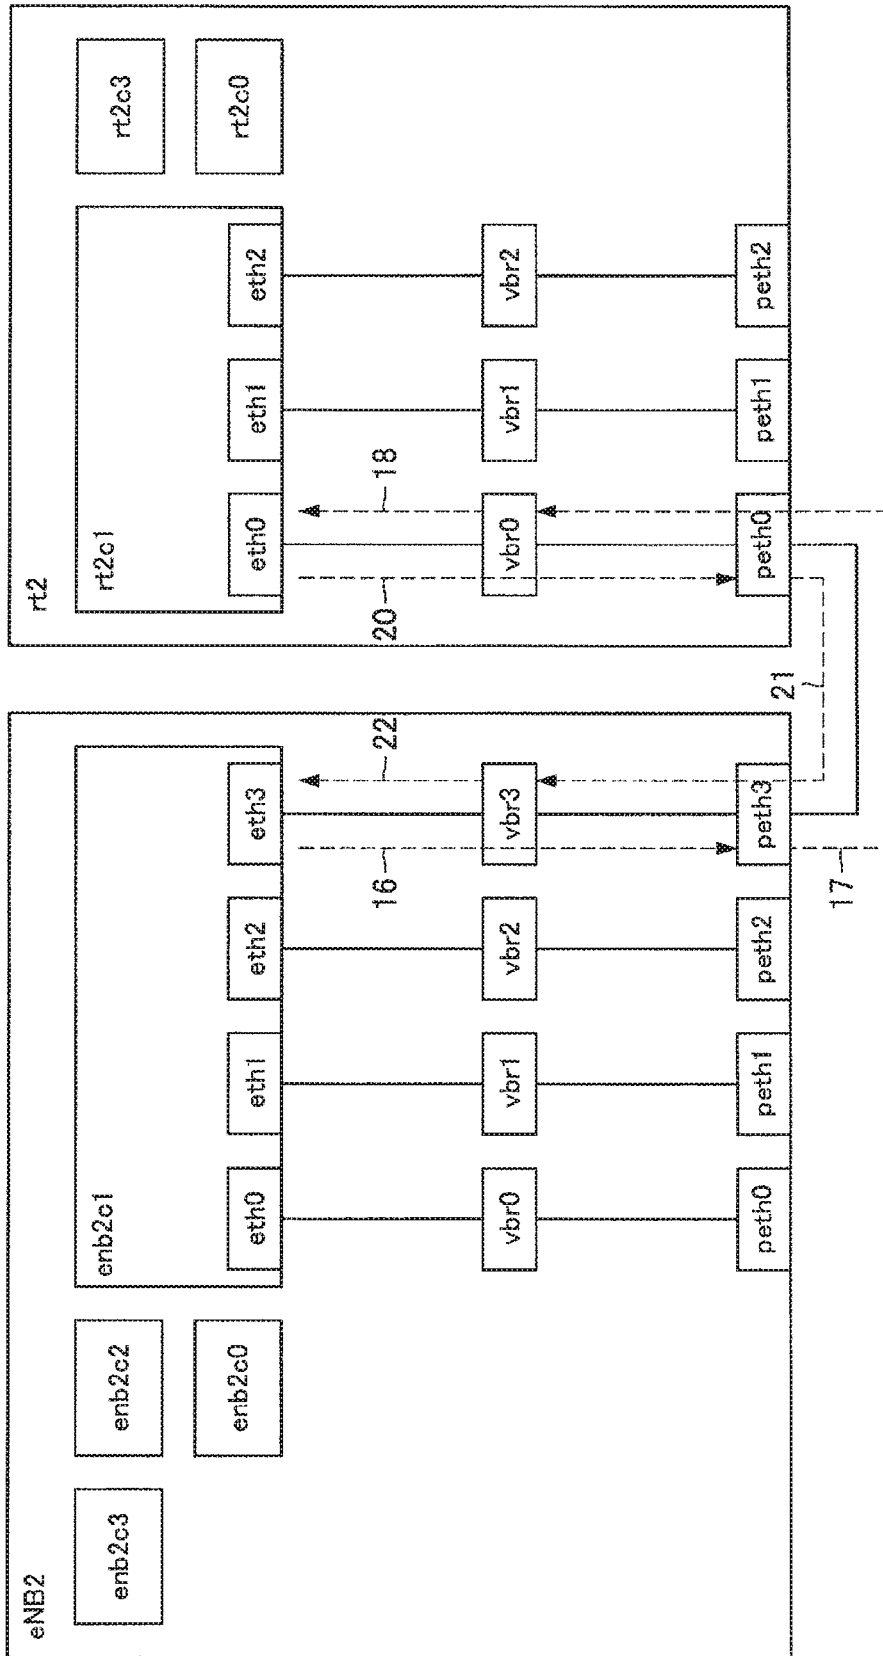 eNB2
enb2c3
enb2c2
enb2c0
enb2c1
eth0
eth1
eth2
eth3
16
22
vbr0
vbr1
vbr2
vbr3
peth0
peth1
peth2
peth3
17
21
rt2
rt2c1
rt2c3
rt2c0
eth0
eth1
eth2
20
18
vbr0
vbr1
vbr2
peth0
peth1
peth2